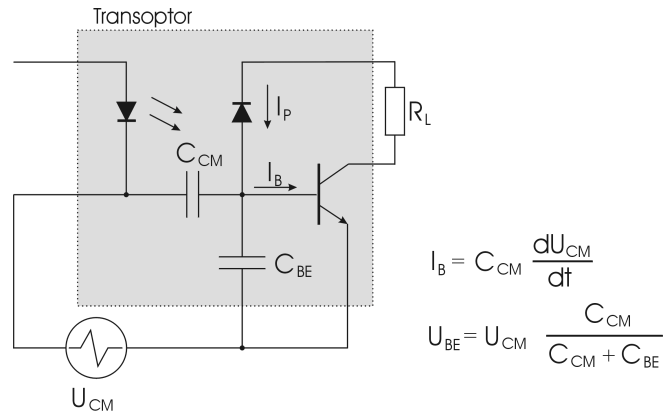 Transoptor
I_P
R_L
C_CM
I_B
C_BE
I_B = C_CM dU_CM/dt
U_BE = U_CM C_CM/(C_CM + C_BE)
U_CM